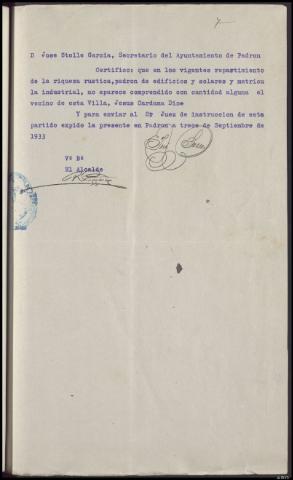 7
D Jose Stolle Garcia, Secretario del Ayuntamiento de Padron
Certifico: que en los vigentes repartimiento
de la riqueza rustica, padron de edificios y solares y matricu
la industrial, no aparece comprendido con cantidad alguna el
vecino de esta Villa, Jesus Carduma Dios
Y para enviar al Sr Juez de instruccion de este
partido expido la presente en Padron a trece de Septiembre de
1933
Vº Bº
El Alcalde